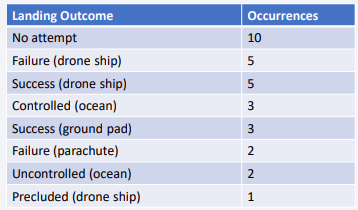 Landing Outcome Occurrences
No attempt 10
Failure (drone ship) 5
Success (drone ship) 5
Controlled (ocean) 3
Success (ground pad) 3
Failure (parachute) 2
Uncontrolled (ocean) 2
Precluded (drone ship) 1